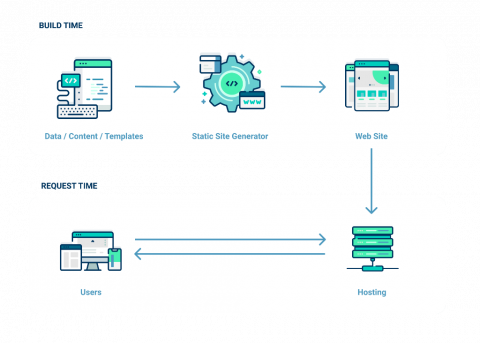 BUILD TIME
</>
</>
WWW
Data / Content / Templates
Static Site Generator
Web Site
REQUEST TIME
Users
Hosting